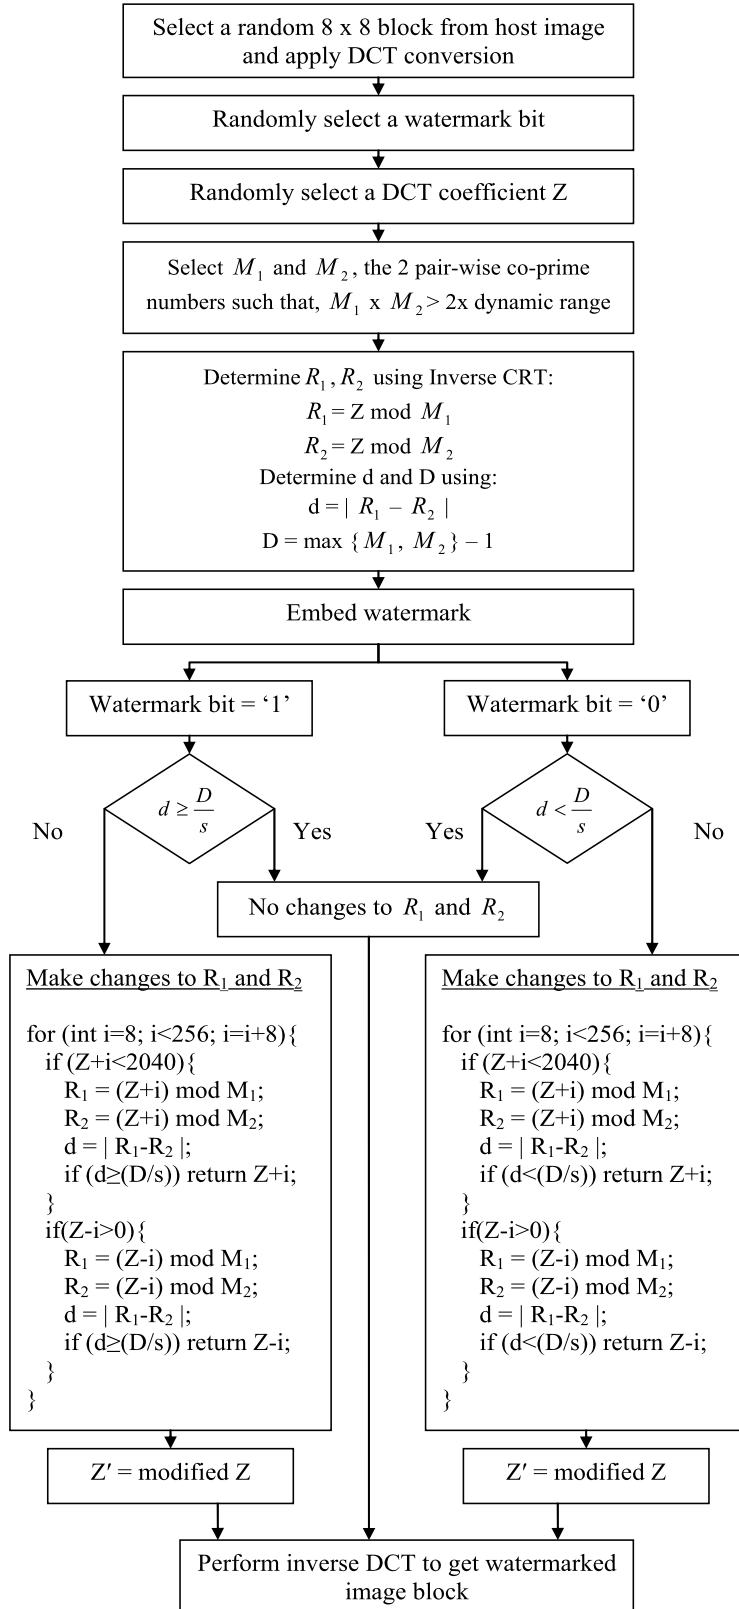 Select a random 8 x 8 block from host image
and apply DCT conversion
Randomly select a watermark bit
Randomly select a DCT coefficient Z
Select M₁ and M₂, the 2 pair-wise co-prime
numbers such that, M₁ x M₂ > 2x dynamic range
Determine R₁, R₂ using Inverse CRT:
R₁ = Z mod M₁
R₂ = Z mod M₂
Determine d and D using:
d = | R₁ – R₂ |
D = max {M₁, M₂} – 1
Embed watermark
Watermark bit = ‘1’
Watermark bit = ‘0’
d ≥ D/s
d < D/s
No
Yes
Yes
No
No changes to R₁ and R₂
Make changes to R₁ and R₂
for (int i=8; i<256; i=i+8){
if (Z+i<2040){
R₁ = (Z+i) mod M₁;
R₂ = (Z+i) mod M₂;
d = | R₁-R₂ |;
if (d≥(D/s)) return Z+i;
}
if(Z-i>0){
R₁ = (Z-i) mod M₁;
R₂ = (Z-i) mod M₂;
d = | R₁-R₂ |;
if (d≥(D/s)) return Z-i;
}
}
Z′ = modified Z
Make changes to R₁ and R₂
for (int i=8; i<256; i=i+8){
if (Z+i<2040){
R₁ = (Z+i) mod M₁;
R₂ = (Z+i) mod M₂;
d = | R₁-R₂ |;
if (d<(D/s)) return Z+i;
}
if(Z-i>0){
R₁ = (Z-i) mod M₁;
R₂ = (Z-i) mod M₂;
d = | R₁-R₂ |;
if (d<(D/s)) return Z-i;
}
}
Z′ = modified Z
Perform inverse DCT to get watermarked
image block